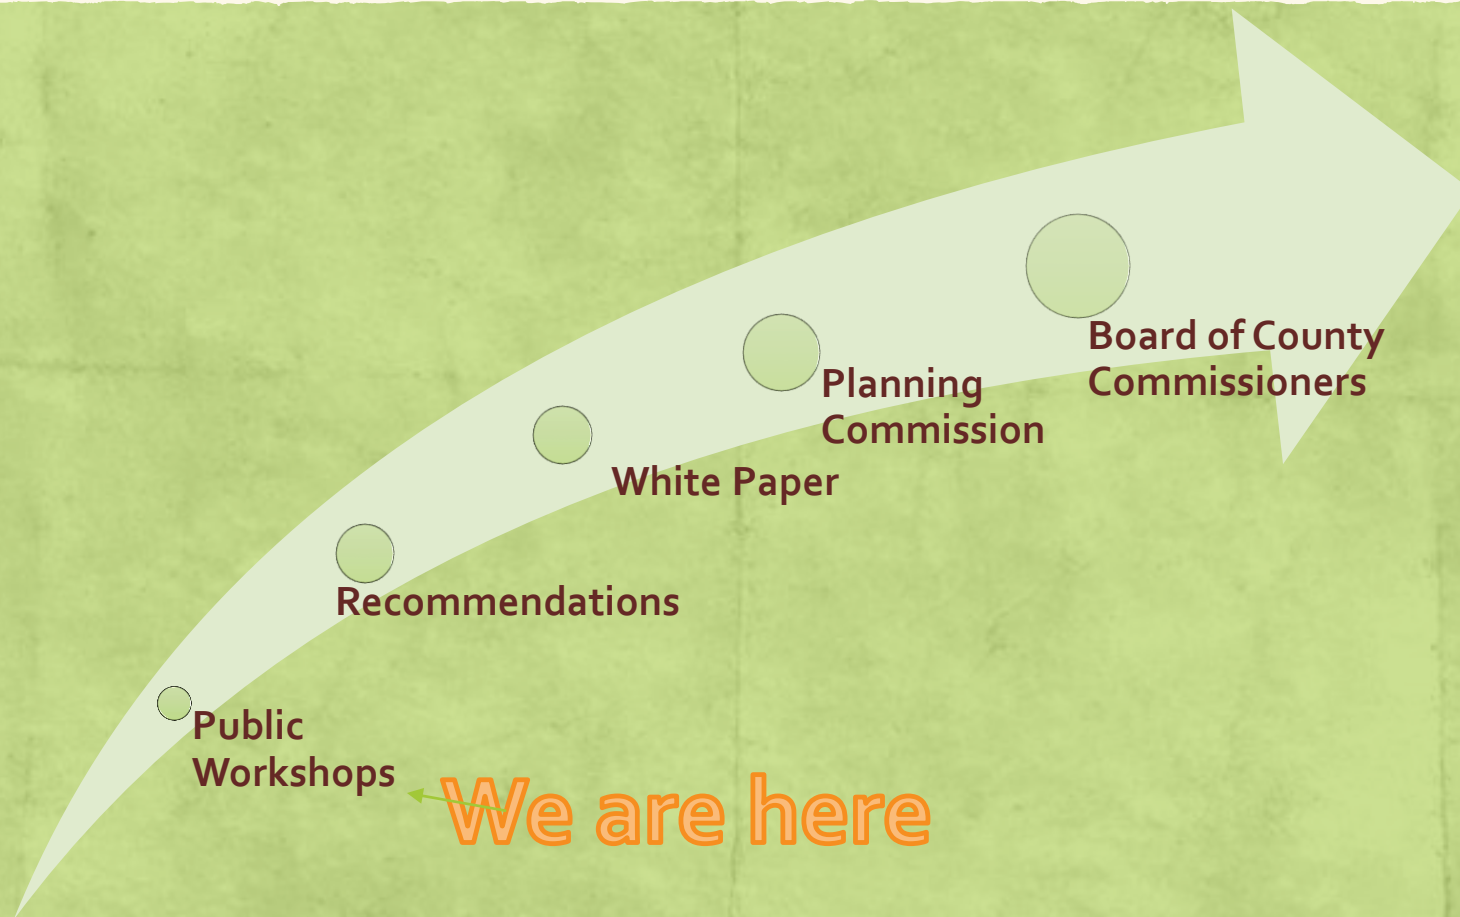 Board of County
Commissioners
Planning
Commission
White Paper
Recommendations
Public
Workshops
We are here